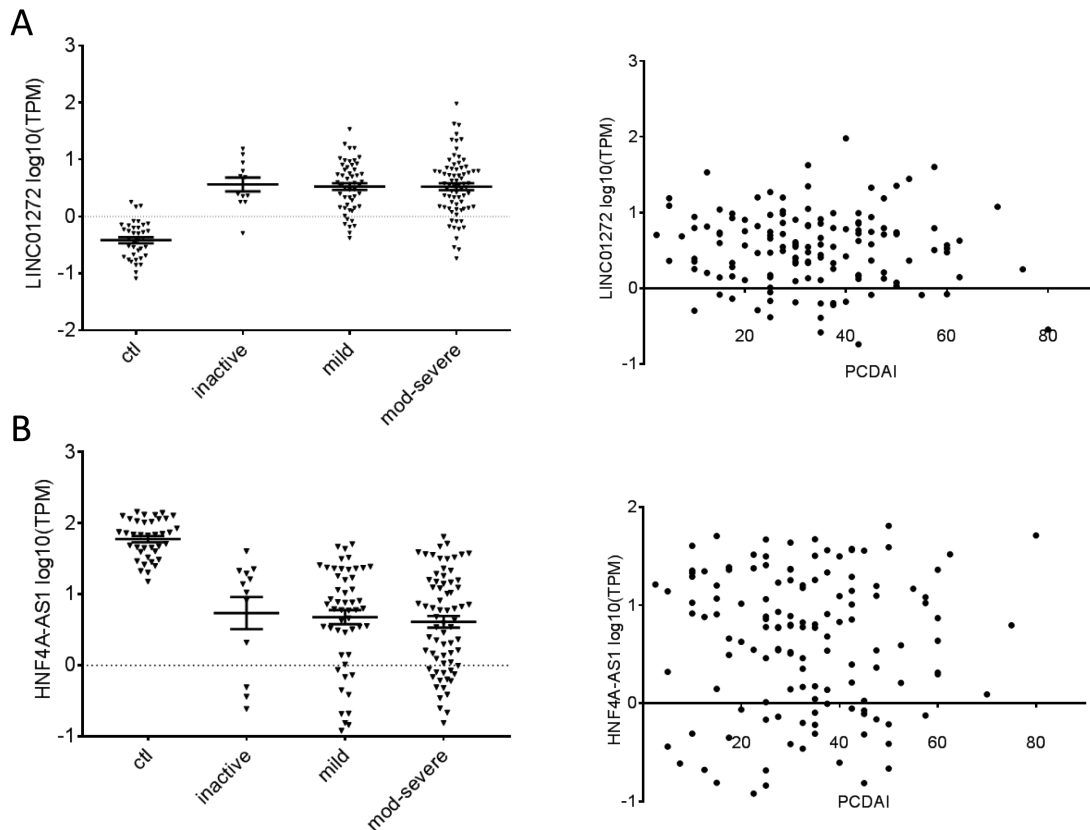 A
LINC01272 log10(TPM)
3
2
1
0
-1
-2
ctl
inactive
mild
mod-severe
LINC01272 log10(TPM)
3
2
1
0
-1
20
40
60
80
PCDAI
B
HNF4A-AS1 log10(TPM)
3
2
1
0
-1
ctl
inactive
mild
mod-severe
HNF4A-AS1 log10(TPM)
2
1
0
-1
20
40
60
80
PCDAI